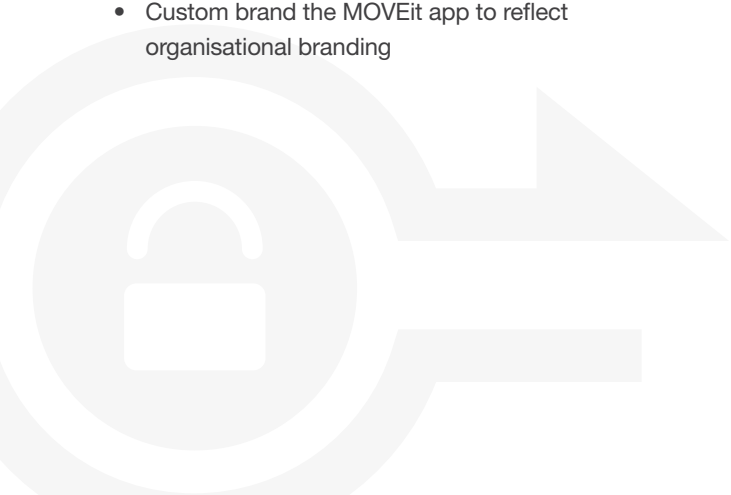 • Custom brand the MOVEit app to reflect
organisational branding